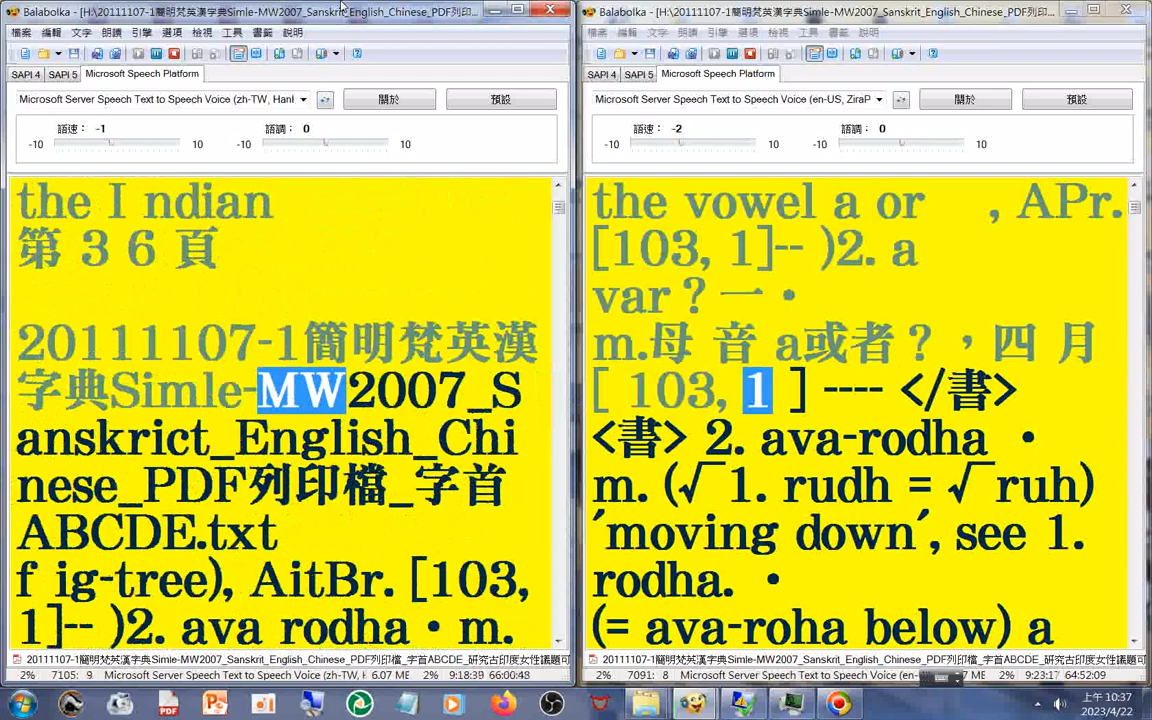 Balabolka - [H:\20111107-1簡明梵英漢字典Simle-MW2007_Sanskrit_English_Chinese_PDF列印...
檔案 編輯 文字 朗讀 引擎 選項 檢視 工具 書籤 說明
SAPI 4 SAPI 5 Microsoft Speech Platform
Microsoft Server Speech Text to Speech Voice (zh-TW, Hanl
關於
預設
語速： -1
語調： 0
-10 10 -10 10
the I ndian
第 3 6 頁
20111107-1簡明梵英漢
字典Simle-MW2007_S
anskrict_English_Chi
nese_PDF列印檔_字首
ABCDE.txt
f ig-tree), AitBr. [103,
1]-- )2. ava rodha • m.
20111107-1簡明梵英漢字典Simle-MW2007_Sanskrit_English_Chinese_PDF列印檔_字首ABCDE_研究古印度女性議題可
2% 7105: 9 Microsoft Server Speech Text to Speech Voice (zh-TW, H 6.07 ME 2% 9:18:39 66:00:48
Balabolka - [H:\20111107-1簡明梵英漢字典Simle-MW2007_Sanskrit_English_Chinese_PDF列印...
檔案 編輯 文字 朗讀 引擎 選項 檢視 工具 書籤 說明
SAPI 4 SAPI 5 Microsoft Speech Platform
Microsoft Server Speech Text to Speech Voice (en-US, ZiraP
關於
預設
語速： -2
語調： 0
-10 10 -10 10
the vowel a or , APr.
[103, 1]-- )2. a
var？一•
m.母 音 a或者？，四 月
[ 103, 1 ] ---- </書>
<書> 2. ava-rodha •
m. (√1. rudh = √ruh)
´moving down´, see 1.
rodha. •
(= ava-roha below) a
20111107-1簡明梵英漢字典Simle-MW2007_Sanskrit_English_Chinese_PDF列印檔_字首ABCDE_研究古印度女性議題可
2% 7091: 8 Microsoft Server Speech Text to Speech Voice (en-US 2% 9:23:17 64:52:09
上午 10:37
2023/4/22